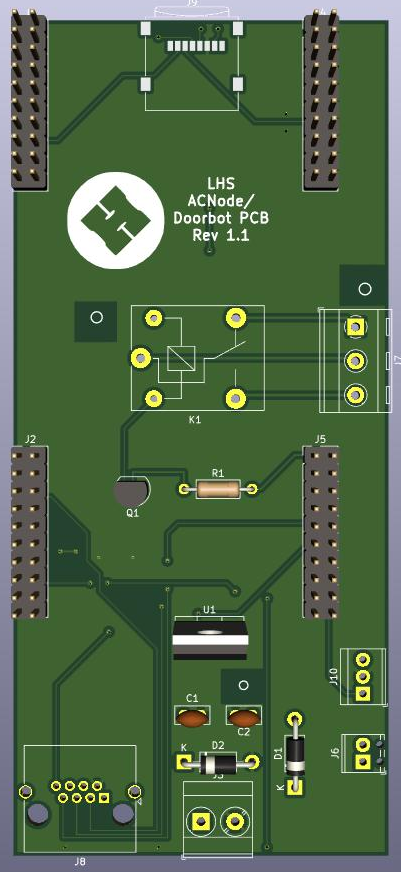 J9
LHS
ACNode/
Doorbot PCB
Rev 1.1
J7
K1
J2
J5
R1
Q1
U1
J10
C1
C2
D1
J6
K
D2
K
J3
J8